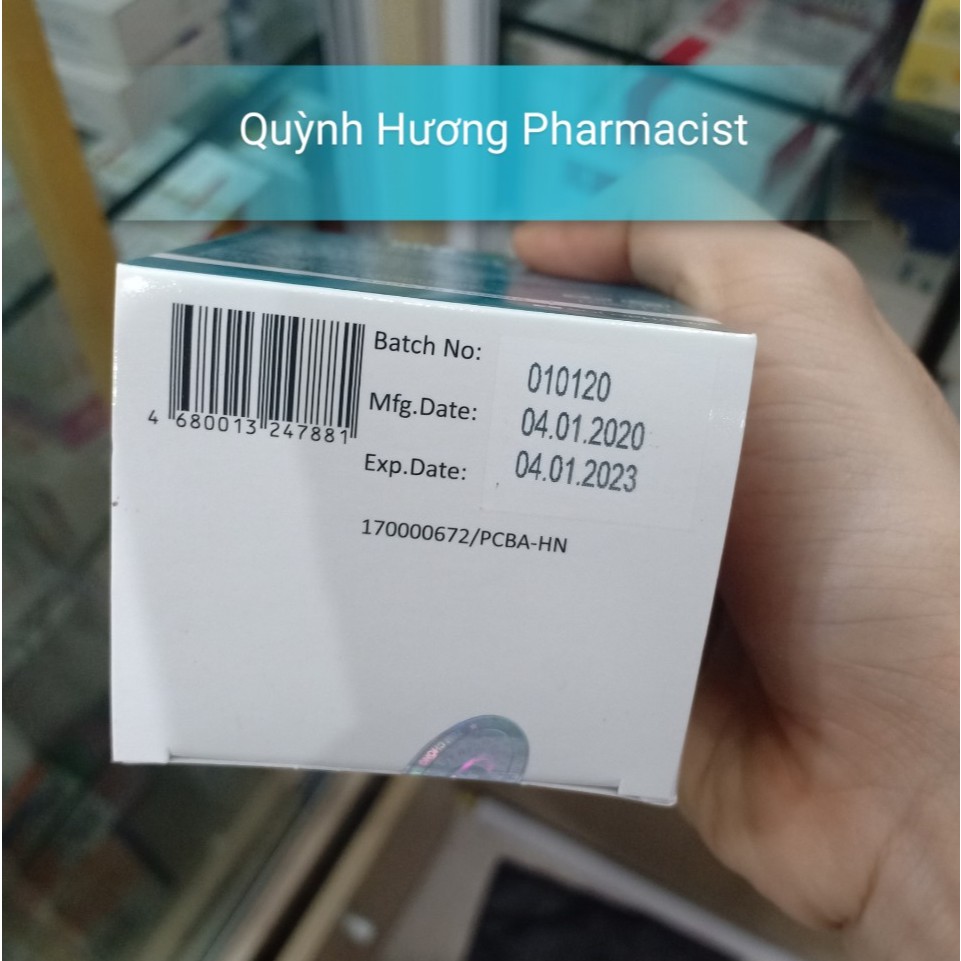 Quỳnh Hương Pharmacist
Batch No: 010120
Mfg.Date: 04.01.2020
Exp.Date: 04.01.2023
4 680013 247881
170000672/PCBA-HN